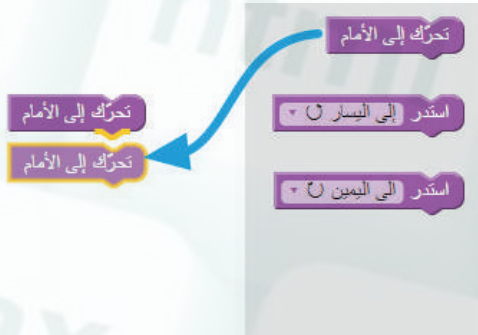 تحرّك إلى الأمام
استدر إلى اليسار ↺
استدر إلى اليمين ↻
تحرّك إلى الأمام
تحرّك إلى الأمام